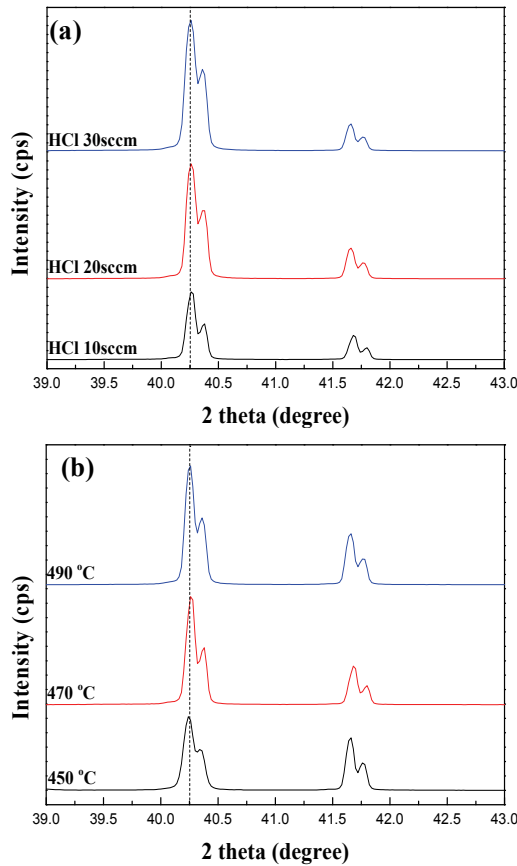 (a)
Intensity (cps)
HCl 30sccm
HCl 20sccm
HCl 10sccm
39.0 39.5 40.0 40.5 41.0 41.5 42.0 42.5 43.0
2 theta (degree)
(b)
Intensity (cps)
490 °C
470 °C
450 °C
39.0 39.5 40.0 40.5 41.0 41.5 42.0 42.5 43.0
2 theta (degree)